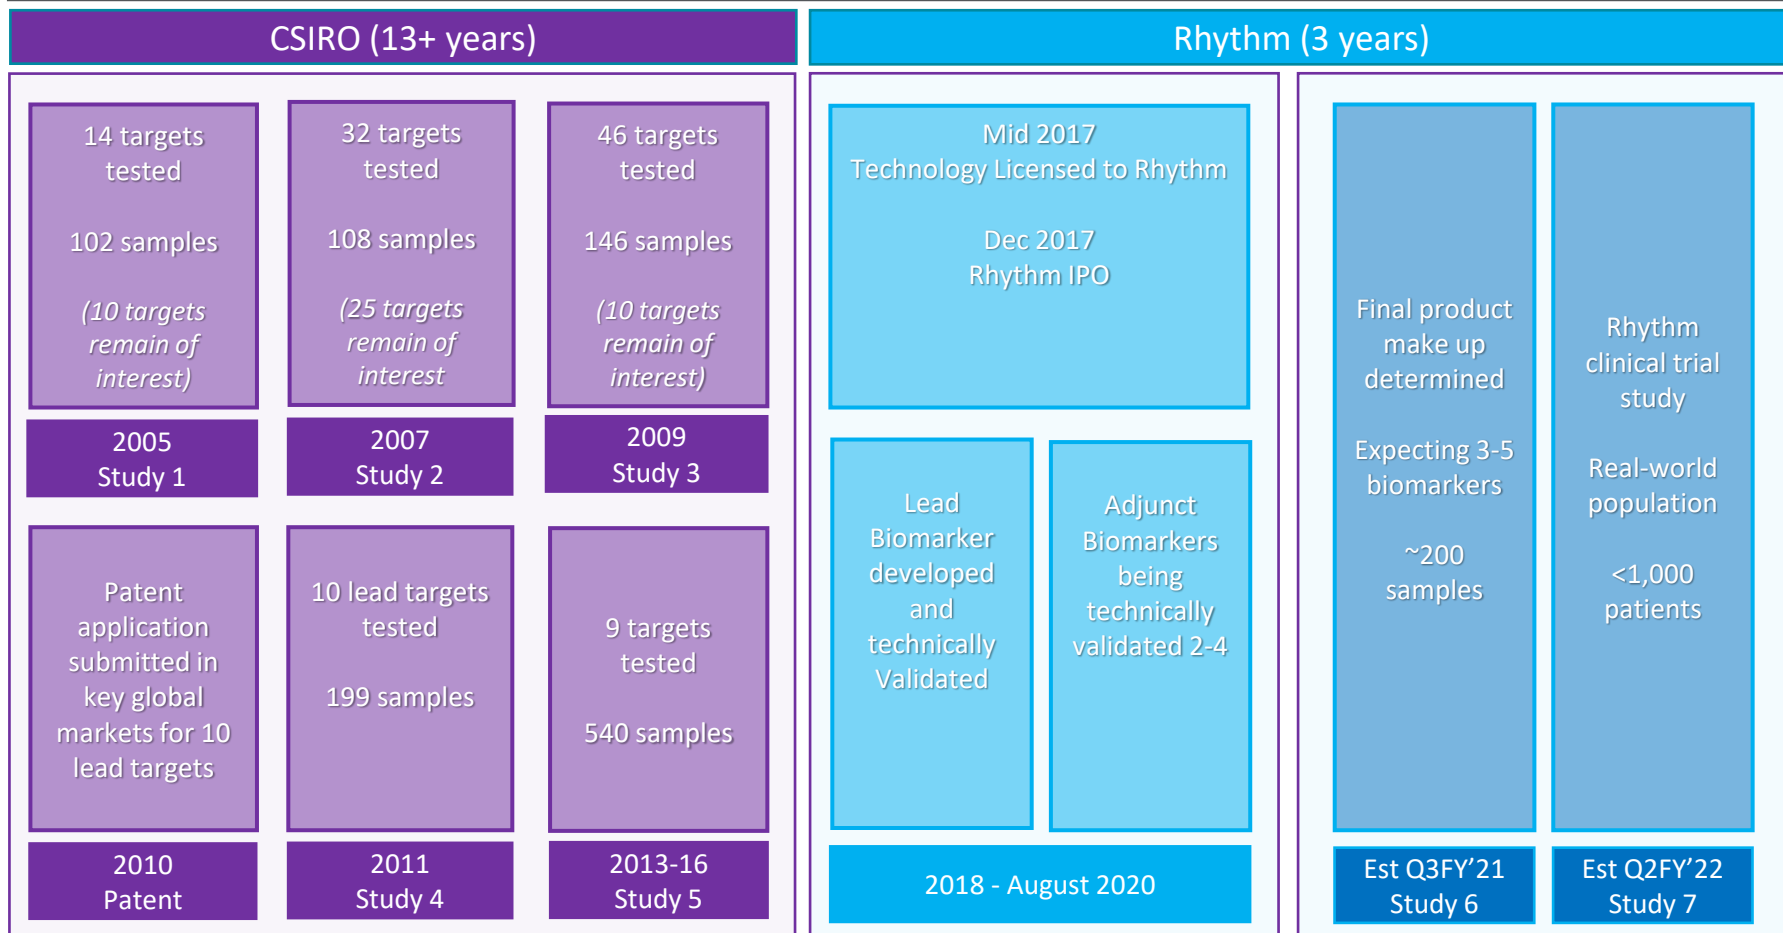 CSIRO (13+ years)
14 targets
tested
102 samples
(10 targets
remain of
interest)
2005
Study 1
32 targets
tested
108 samples
(25 targets
remain of
interest
2007
Study 2
46 targets
tested
146 samples
(10 targets
remain of
interest)
2009
Study 3
Patent
application
submitted in
key global
markets for 10
lead targets
2010
Patent
10 lead targets
tested
199 samples
2011
Study 4
9 targets
tested
540 samples
2013-16
Study 5
Rhythm (3 years)
Mid 2017
Technology Licensed to Rhythm
Dec 2017
Rhythm IPO
Lead
Biomarker
developed
and
technically
Validated
Adjunct
Biomarkers
being
technically
validated 2-4
2018 - August 2020
Final product
make up
determined
Expecting 3-5
biomarkers
~200
samples
Est Q3FY’21
Study 6
Rhythm
clinical trial
study
Real-world
population
<1,000
patients
Est Q2FY’22
Study 7